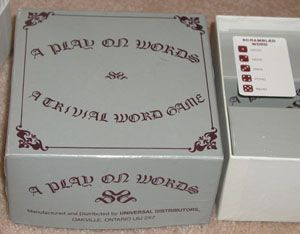 A PLAY ON WORDS
A TRIVIAL WORD GAME
A PLAY ON WORDS
Manufactured and Distributed by UNIVERSAL DISTRIBUTORS,
OAKVILLE, ONTARIO L6J 2X7
SCRAMBLED
WORD